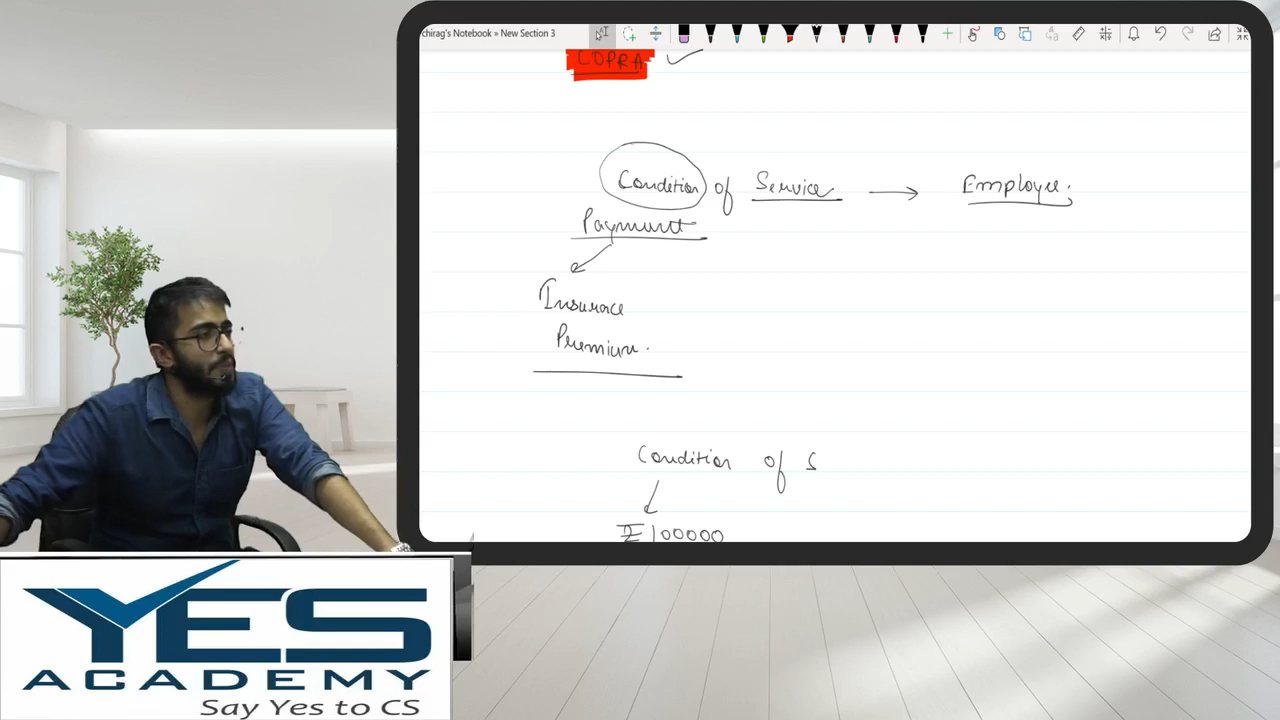 chirag's Notebook » New Section 3
COPRA
Condition of Service → Employee.
Payment
Insurance
Premium.
Condition of S
₹100000
YES
ACADEMY
Say Yes to CS